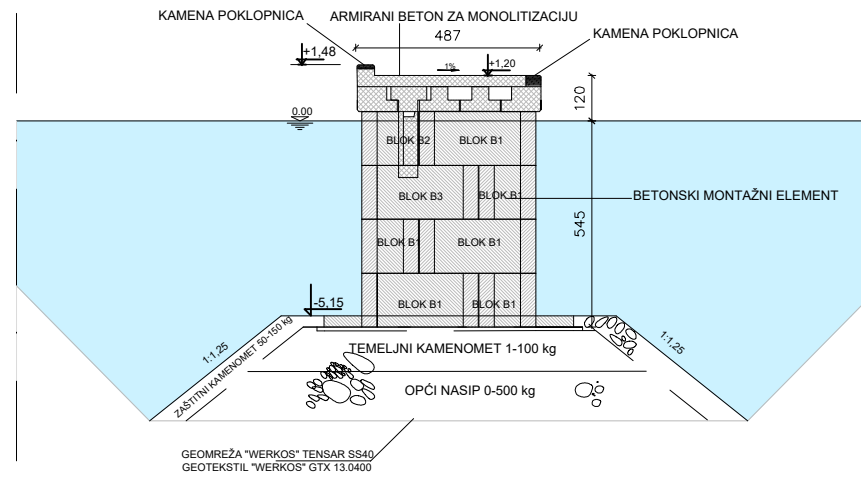 KAMENA POKLOPNICA
ARMIRANI BETON ZA MONOLITIZACIJU
487
KAMENA POKLOPNICA
+1,48
1%
+1,20
120
0.00
BLOK B2
BLOK B1
BLOK B3
BLOK B1
BETONSKI MONTAŽNI ELEMENT
545
BLOK B1
BLOK B1
BLOK B1
BLOK B1
-5,15
1:1,25
ZAŠTITNI KAMENOMET 50-150 kg
TEMELJNI KAMENOMET 1-100 kg
1:1,25
OPĆI NASIP 0-500 kg
GEOMREŽA "WERKOS" TENSAR SS40
GEOTEKSTIL "WERKOS" GTX 13.0400